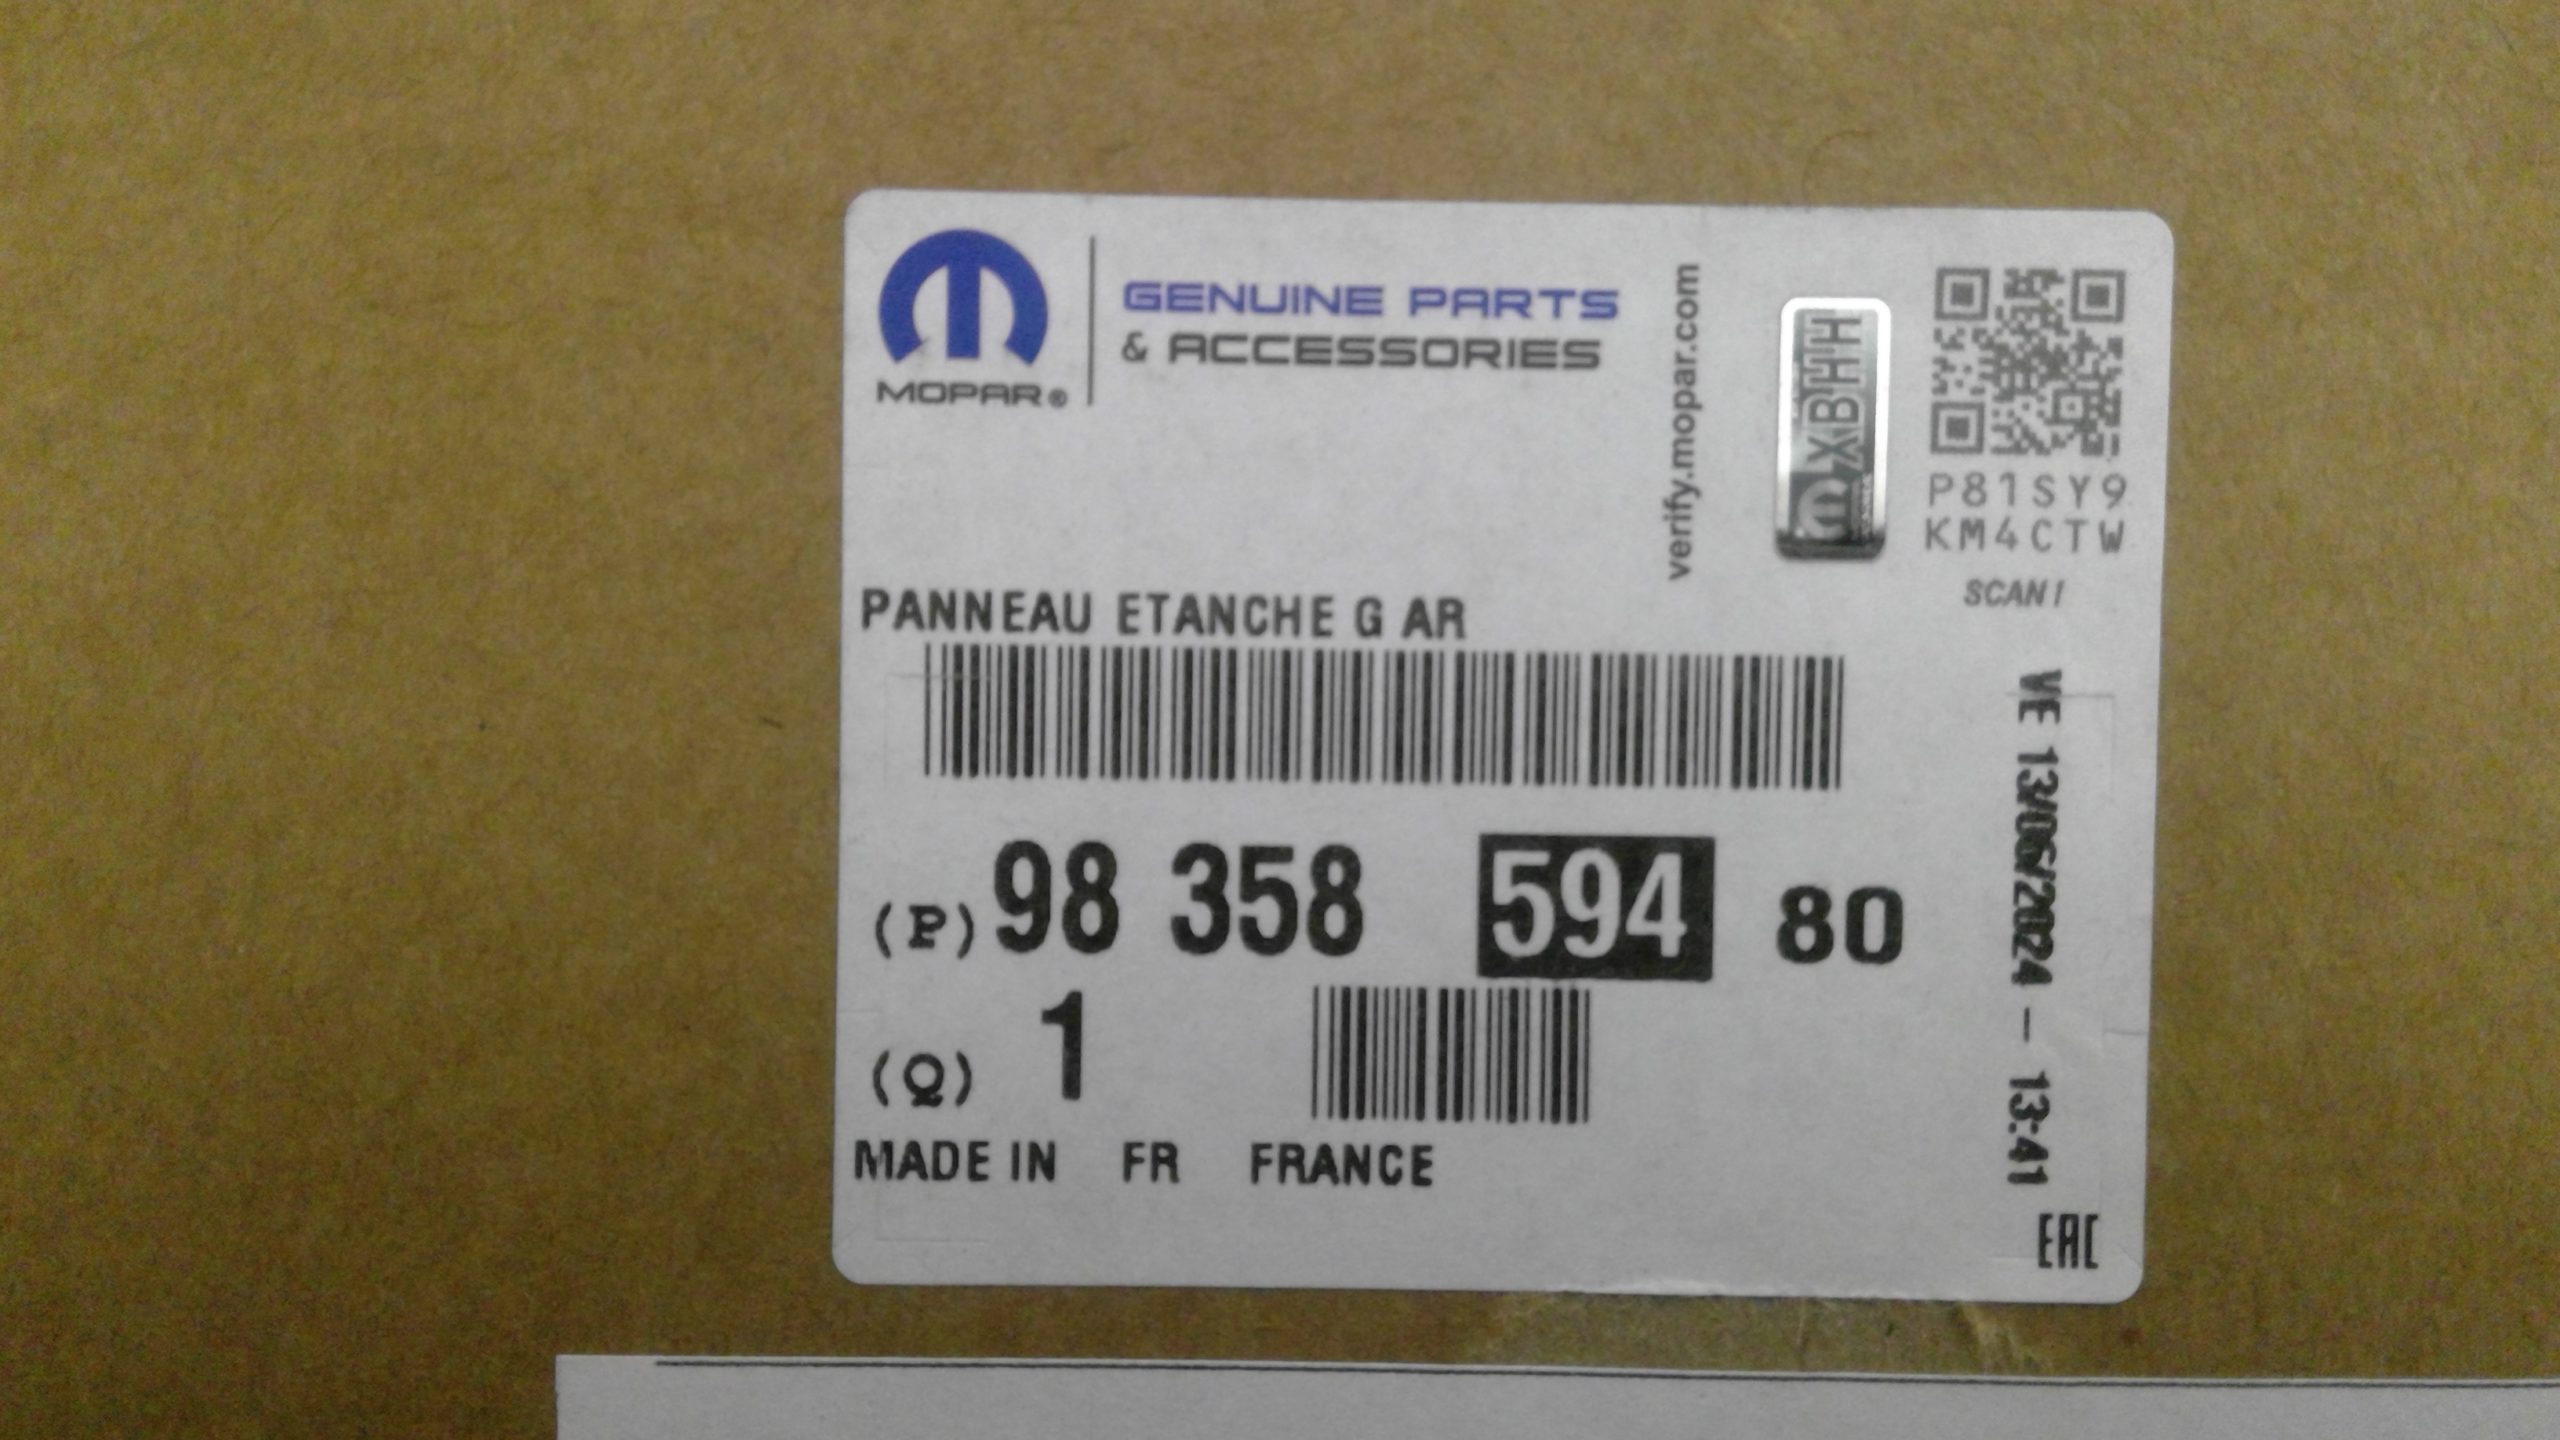 MOPAR®
GENUINE PARTS
& ACCESSORIES
verify.mopar.com
XBHH
P81SY9
KM4CTW
SCAN!
PANNEAU ETANCHE G AR
(P) 98 358 594 80
(Q) 1
MADE IN FR FRANCE
VE 13/06/2024 - 13:41
EAC